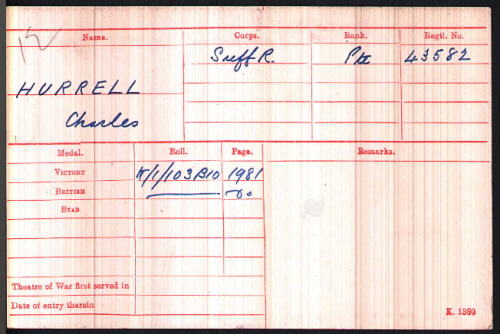 12
Name. Corps. Rank. Regtl. No.
Suff R. Pte 43582
HURRELL
Charles
Medal. Roll. Page. Remarks.
VICTORY K/1/103B10 1981
BRITISH do.
STAR
Theatre of War first served in
Date of entry therein
K. 1380